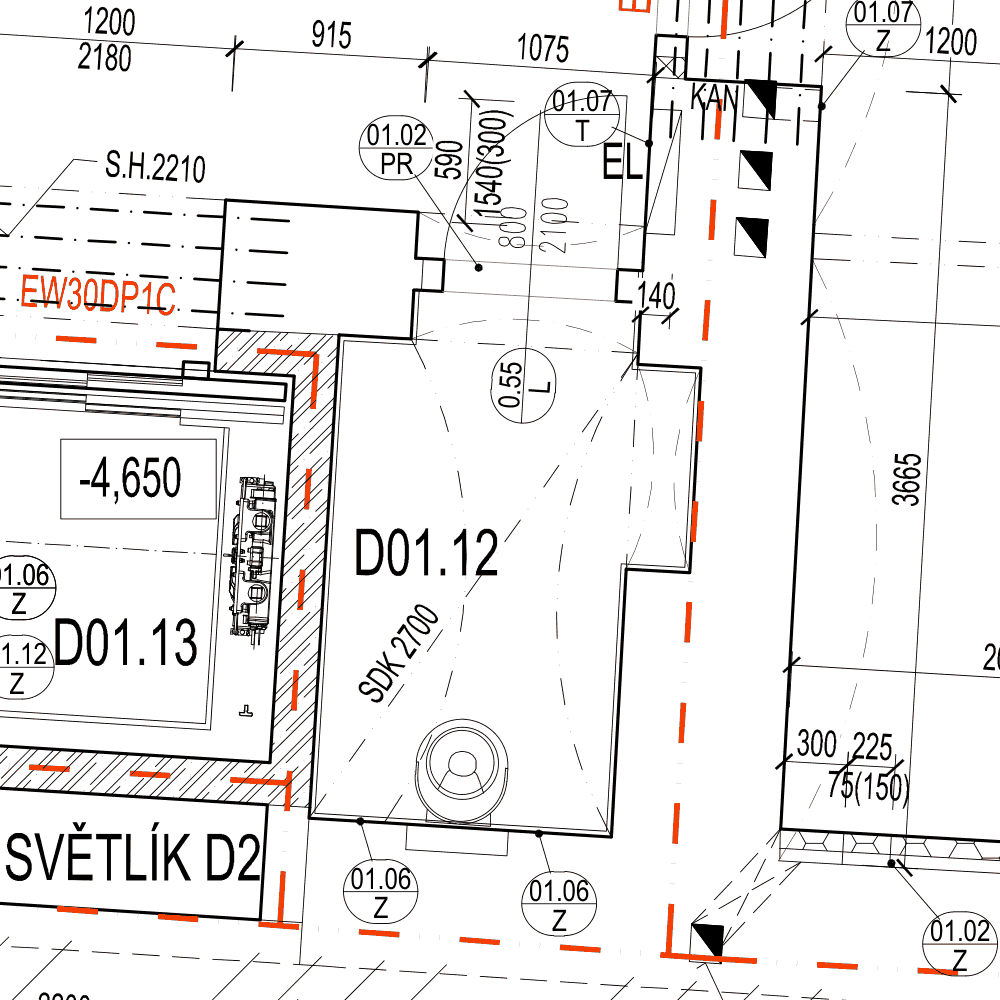 1200
2180
915
1075
01.07
Z
1200
01.07
T
KAN
01.02
PR
590
1540(300)
EL
S.H.2210
800
2100
EW30DP1C
140
0.55
L
3665
-4,650
D01.12
01.06
Z
D01.13
1.12
Z
SDK 2700
300
225
75(150)
SVĚTLÍK D2
01.06
Z
01.06
Z
01.02
Z